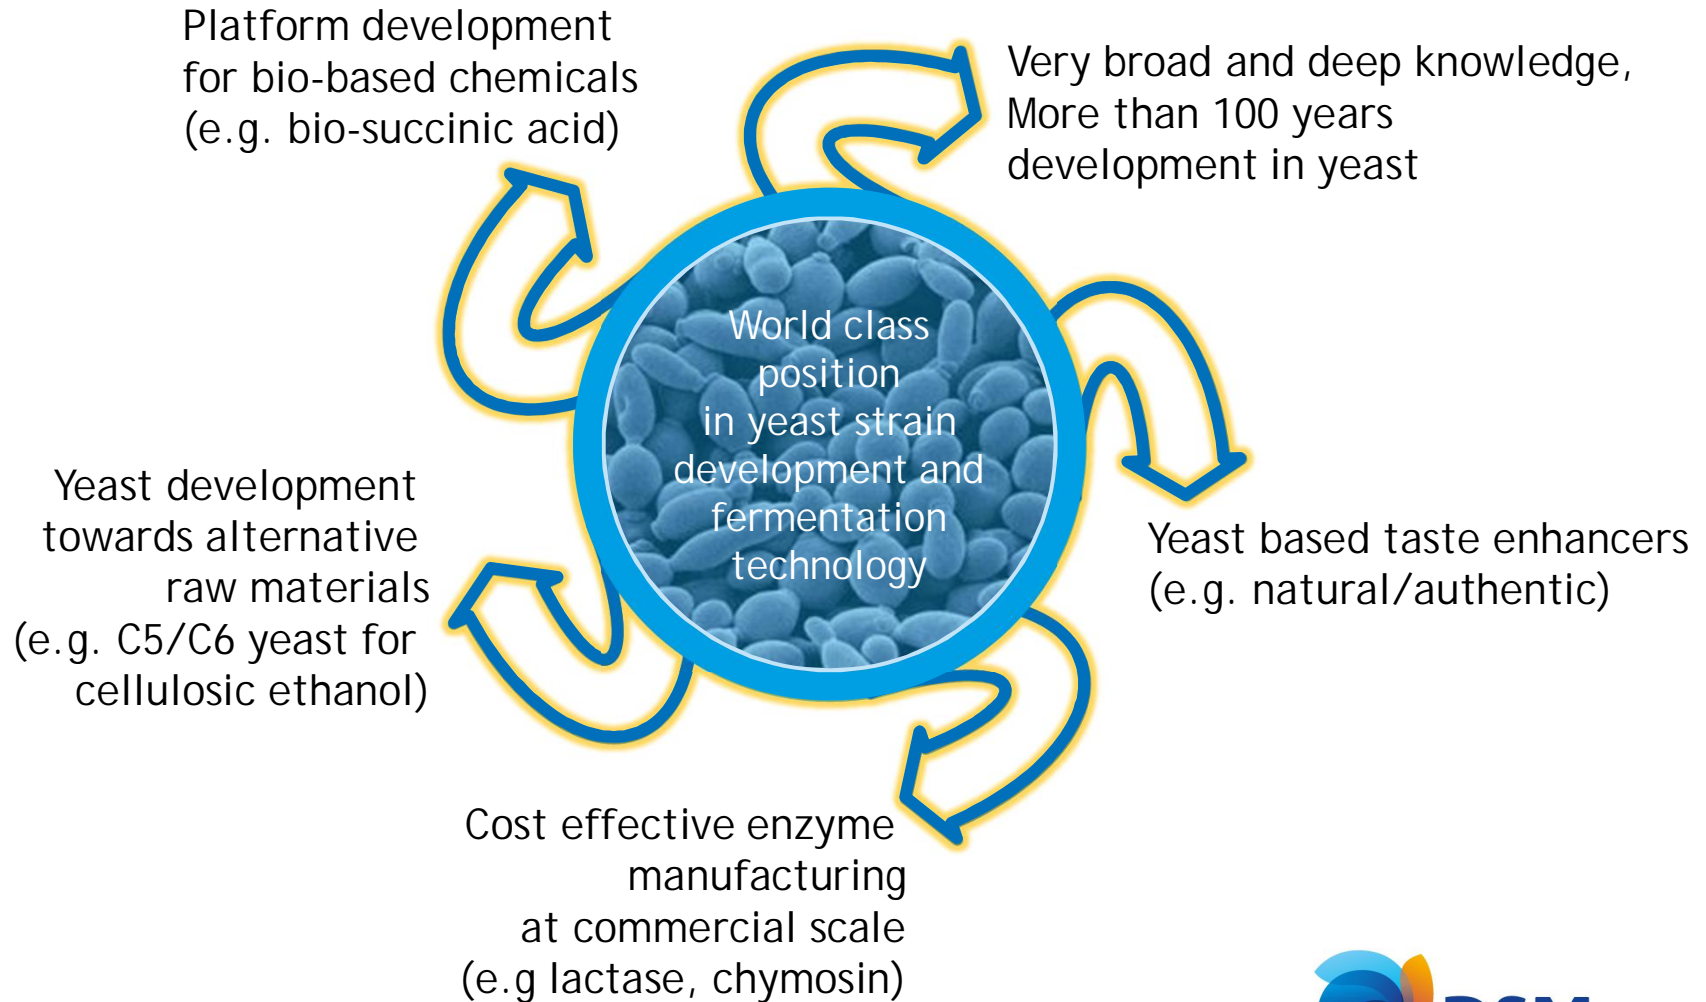 Platform development
for bio-based chemicals
(e.g. bio-succinic acid)
Very broad and deep knowledge,
More than 100 years
development in yeast
World class
position
in yeast strain
development and
fermentation
technology
Yeast based taste enhancers
(e.g. natural/authentic)
Yeast development
towards alternative
raw materials
(e.g. C5/C6 yeast for
cellulosic ethanol)
Cost effective enzyme
manufacturing
at commercial scale
(e.g lactase, chymosin)
DSM